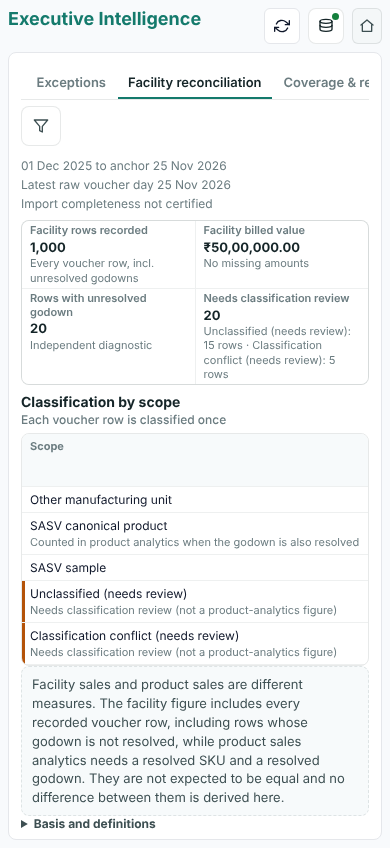 Executive Intelligence
Exceptions
Facility reconciliation
Coverage & re
01 Dec 2025 to anchor 25 Nov 2026
Latest raw voucher day 25 Nov 2026
Import completeness not certified
Facility rows recorded
1,000
Every voucher row, incl.
unresolved godowns
Facility billed value
₹50,00,000.00
No missing amounts
Rows with unresolved
godown
20
Independent diagnostic
Needs classification review
20
Unclassified (needs review):
15 rows · Classification
conflict (needs review): 5
rows
Classification by scope
Each voucher row is classified once
Scope
Other manufacturing unit
SASV canonical product
Counted in product analytics when the godown is also resolved
SASV sample
Unclassified (needs review)
Needs classification review (not a product-analytics figure)
Classification conflict (needs review)
Needs classification review (not a product-analytics figure)
Facility sales and product sales are different
measures. The facility figure includes every
recorded voucher row, including rows whose
godown is not resolved, while product sales
analytics needs a resolved SKU and a resolved
godown. They are not expected to be equal and no
difference between them is derived here.
Basis and definitions